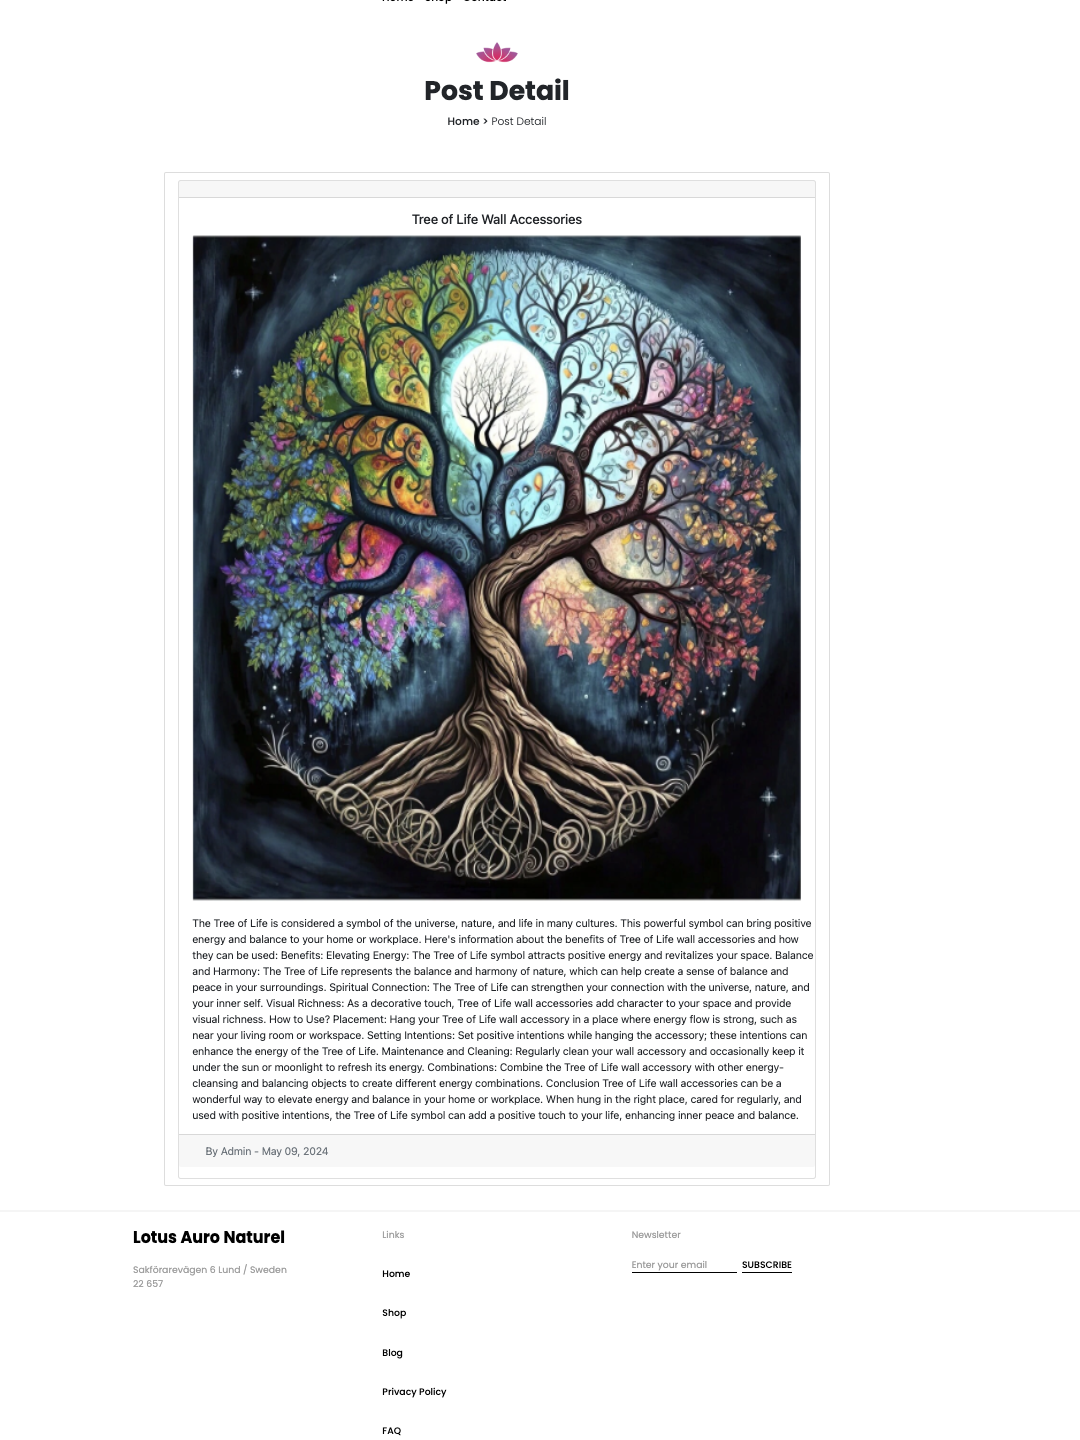 Home Shop Contact
Post Detail
Home > Post Detail
Tree of Life Wall Accessories
The Tree of Life is considered a symbol of the universe, nature, and life in many cultures. This powerful symbol can bring positive
energy and balance to your home or workplace. Here's information about the benefits of Tree of Life wall accessories and how
they can be used: Benefits: Elevating Energy: The Tree of Life symbol attracts positive energy and revitalizes your space. Balance
and Harmony: The Tree of Life represents the balance and harmony of nature, which can help create a sense of balance and
peace in your surroundings. Spiritual Connection: The Tree of Life can strengthen your connection with the universe, nature, and
your inner self. Visual Richness: As a decorative touch, Tree of Life wall accessories add character to your space and provide
visual richness. How to Use? Placement: Hang your Tree of Life wall accessory in a place where energy flow is strong, such as
near your living room or workspace. Setting Intentions: Set positive intentions while hanging the accessory; these intentions can
enhance the energy of the Tree of Life. Maintenance and Cleaning: Regularly clean your wall accessory and occasionally keep it
under the sun or moonlight to refresh its energy. Combinations: Combine the Tree of Life wall accessory with other energy-
cleansing and balancing objects to create different energy combinations. Conclusion Tree of Life wall accessories can be a
wonderful way to elevate energy and balance in your home or workplace. When hung in the right place, cared for regularly, and
used with positive intentions, the Tree of Life symbol can add a positive touch to your life, enhancing inner peace and balance.
By Admin - May 09, 2024
Lotus Auro Naturel
Sakförarevägen 6 Lund / Sweden
22 657
Links
Home
Shop
Blog
Privacy Policy
FAQ
Newsletter
Enter your email SUBSCRIBE